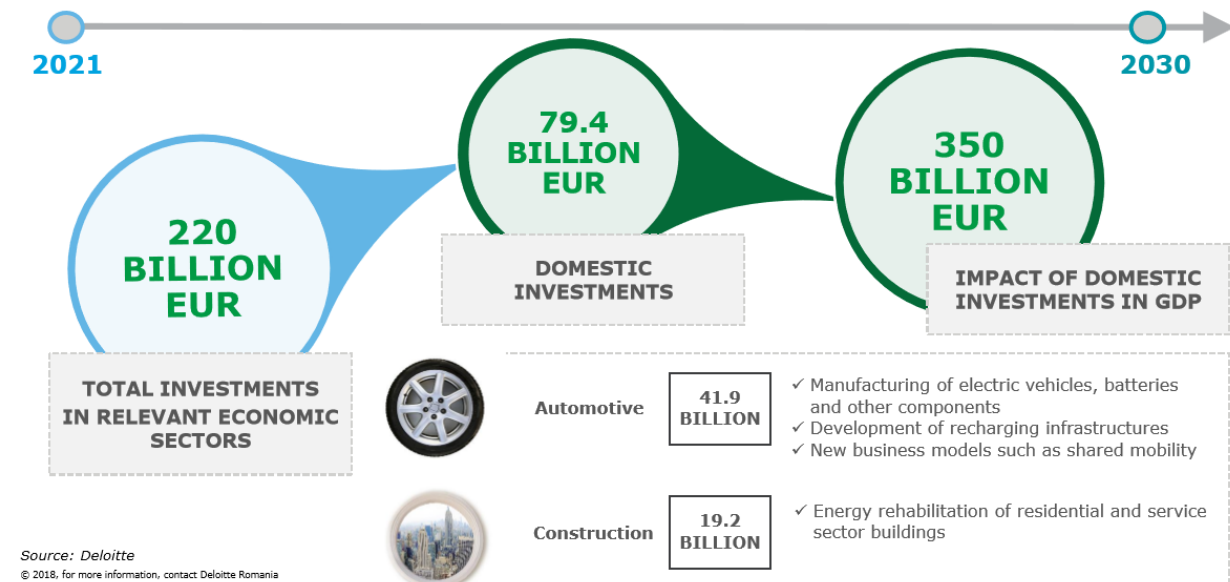 2021
2030
220
BILLION
EUR
79.4
BILLION
EUR
350
BILLION
EUR
TOTAL INVESTMENTS
IN RELEVANT ECONOMIC
SECTORS
DOMESTIC
INVESTMENTS
IMPACT OF DOMESTIC
INVESTMENTS IN GDP
Automotive
41.9
BILLION
✓ Manufacturing of electric vehicles, batteries
and other components
✓ Development of recharging infrastructures
✓ New business models such as shared mobility
Construction
19.2
BILLION
✓ Energy rehabilitation of residential and service
sector buildings
Source: Deloitte
© 2018, for more information, contact Deloitte Romania